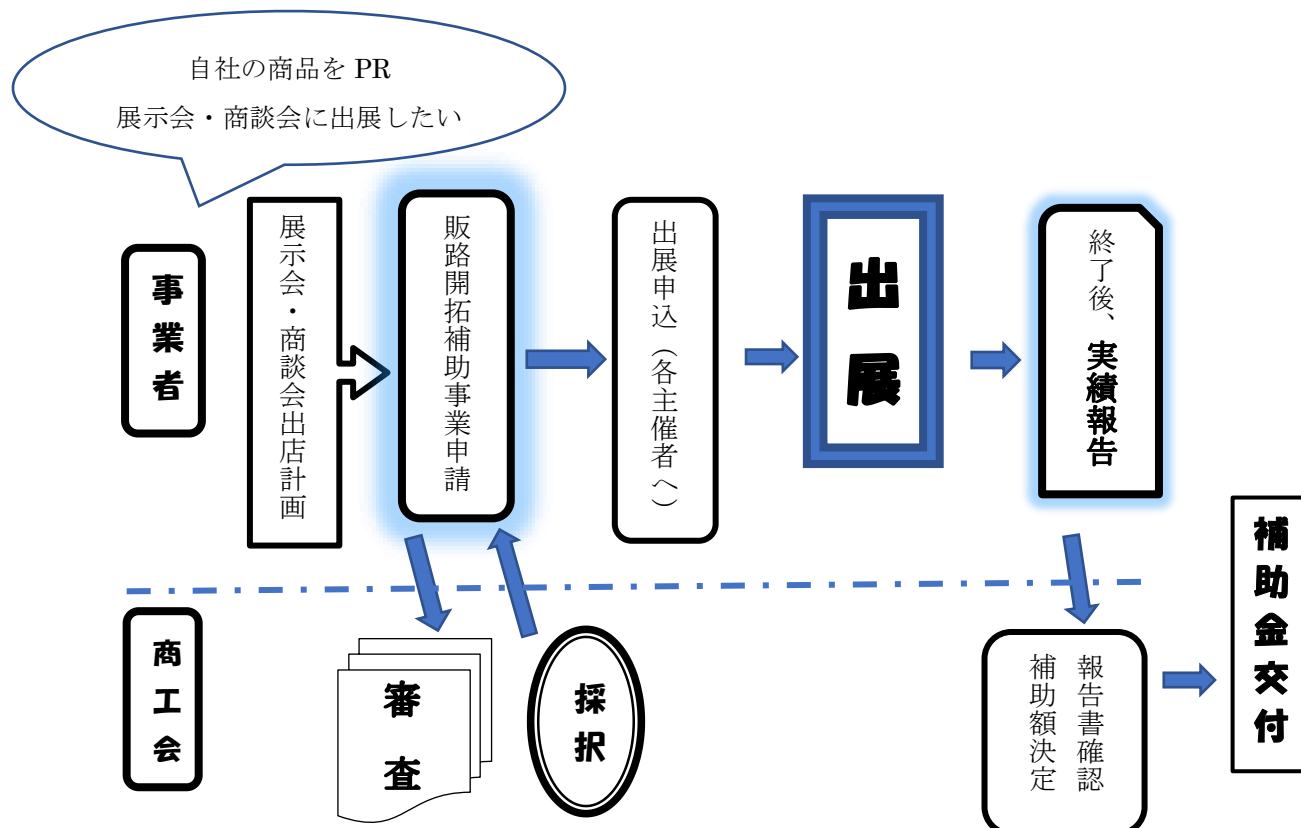 自社の商品を PR
展示会・商談会に出展したい
事業者
展示会・商談会出店計画
販路開拓補助事業申請
出展申込（各主催者へ）
出展
終了後、実績報告
商工会
審査
採択
報告書確認
補助額決定
補助金交付